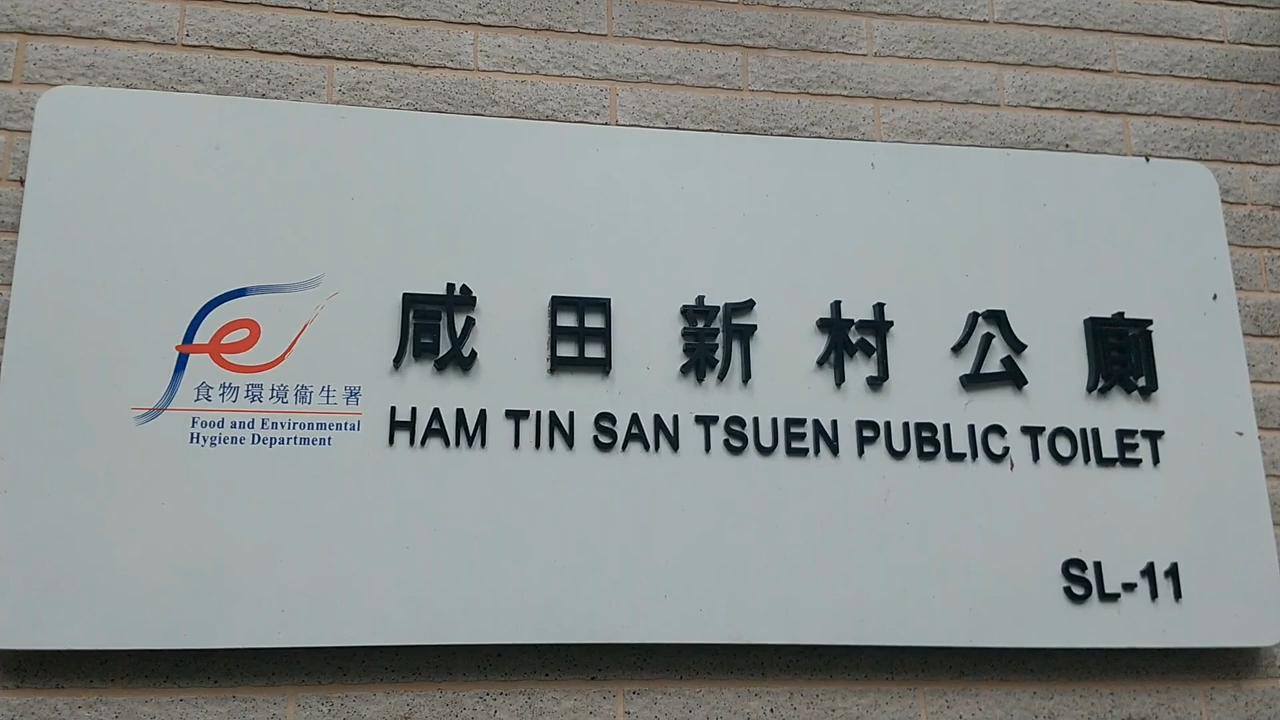 咸田新村公廁
HAM TIN SAN TSUEN PUBLIC TOILET
食物環境衞生署
Food and Environmental
Hygiene Department
SL-11